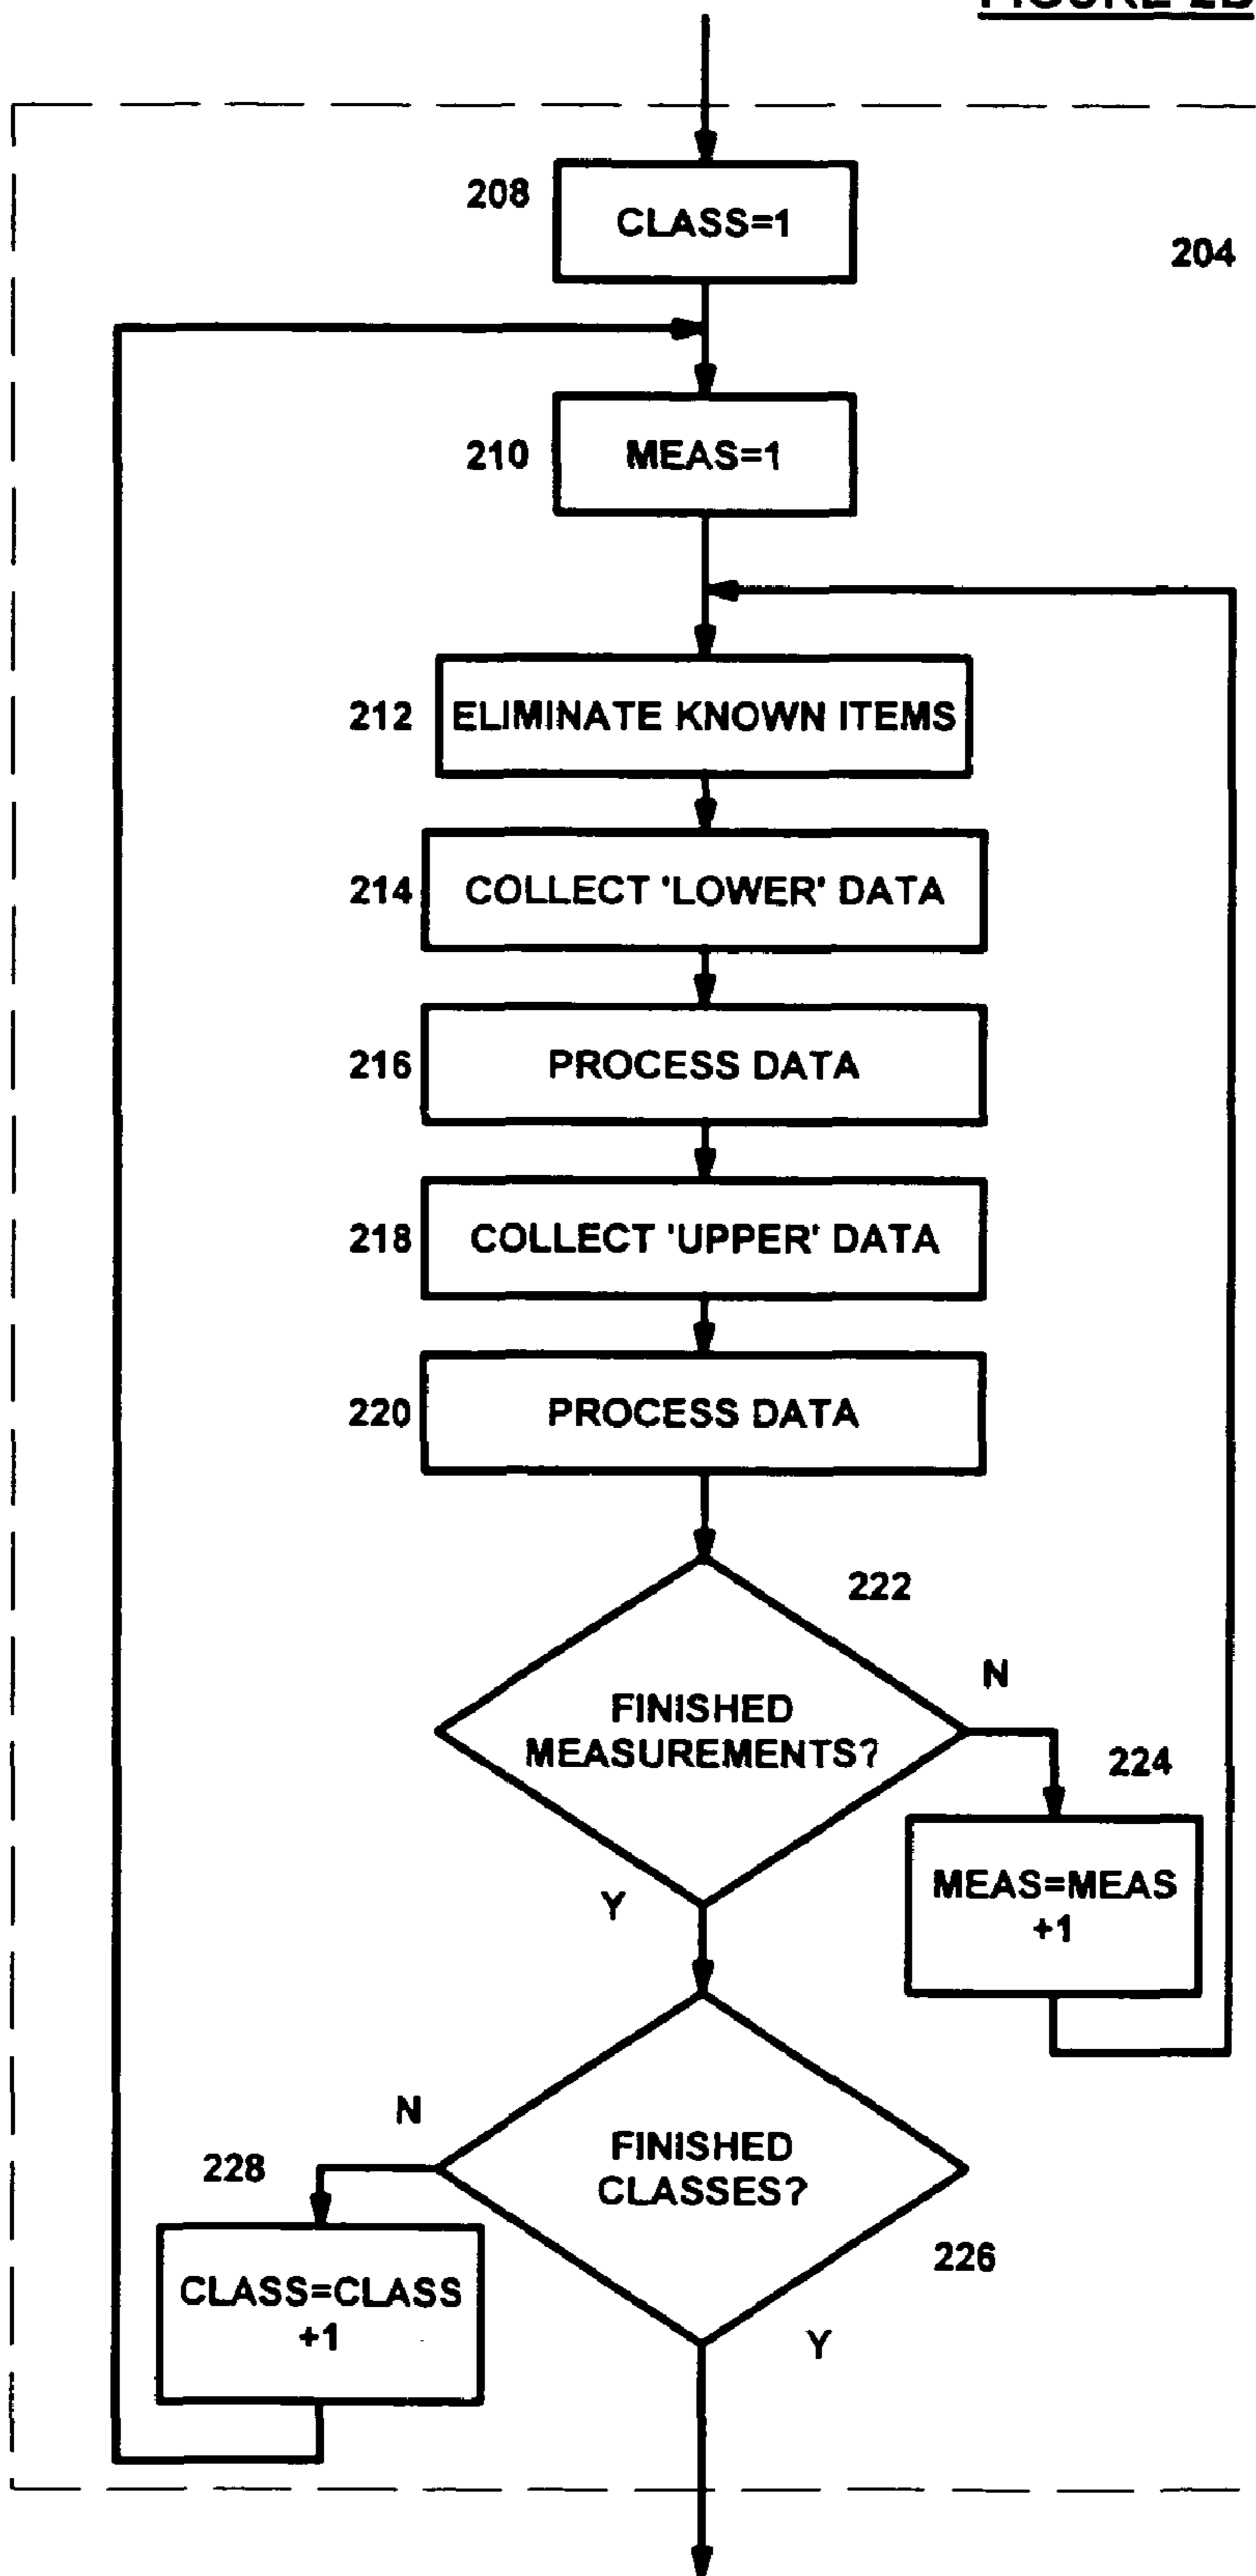 208
CLASS=1
204
210
MEAS=1
212
ELIMINATE KNOWN ITEMS
214
COLLECT 'LOWER' DATA
216
PROCESS DATA
218
COLLECT 'UPPER' DATA
220
PROCESS DATA
222
N
FINISHED
MEASUREMENTS?
224
MEAS=MEAS
+1
Y
N
FINISHED
CLASSES?
228
226
CLASS=CLASS
+1
Y